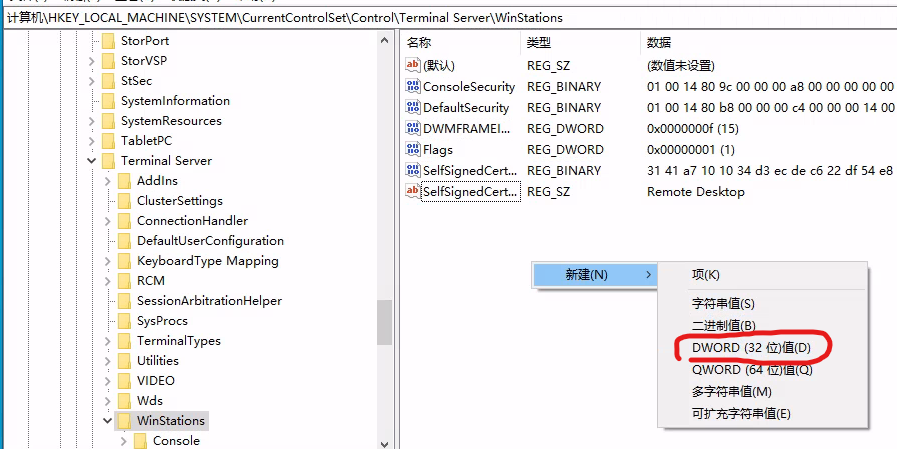 计算机\HKEY_LOCAL_MACHINE\SYSTEM\CurrentControlSet\Control\Terminal Server\WinStations
StorPort
StorVSP
StSec
SystemInformation
SystemResources
TabletPC
Terminal Server
AddIns
ClusterSettings
ConnectionHandler
DefaultUserConfiguration
KeyboardType Mapping
RCM
SessionArbitrationHelper
SysProcs
TerminalTypes
Utilities
VIDEO
Wds
WinStations
Console
名称 类型 数据
(默认) REG_SZ (数值未设置)
ConsoleSecurity REG_BINARY 01 00 14 80 9c 00 00 00 a8 00 00 00 00 00
DefaultSecurity REG_BINARY 01 00 14 80 b8 00 00 00 c4 00 00 00 14 00
DWMFRAMEI... REG_DWORD 0x0000000f (15)
Flags REG_DWORD 0x00000001 (1)
SelfSignedCert... REG_BINARY 31 41 a7 10 10 34 d3 ec de c6 22 df 54 e8
SelfSignedCert... REG_SZ Remote Desktop
新建(N)
项(K)
字符串值(S)
二进制值(B)
DWORD (32 位)值(D)
QWORD (64 位)值(Q)
多字符串值(M)
可扩充字符串值(E)